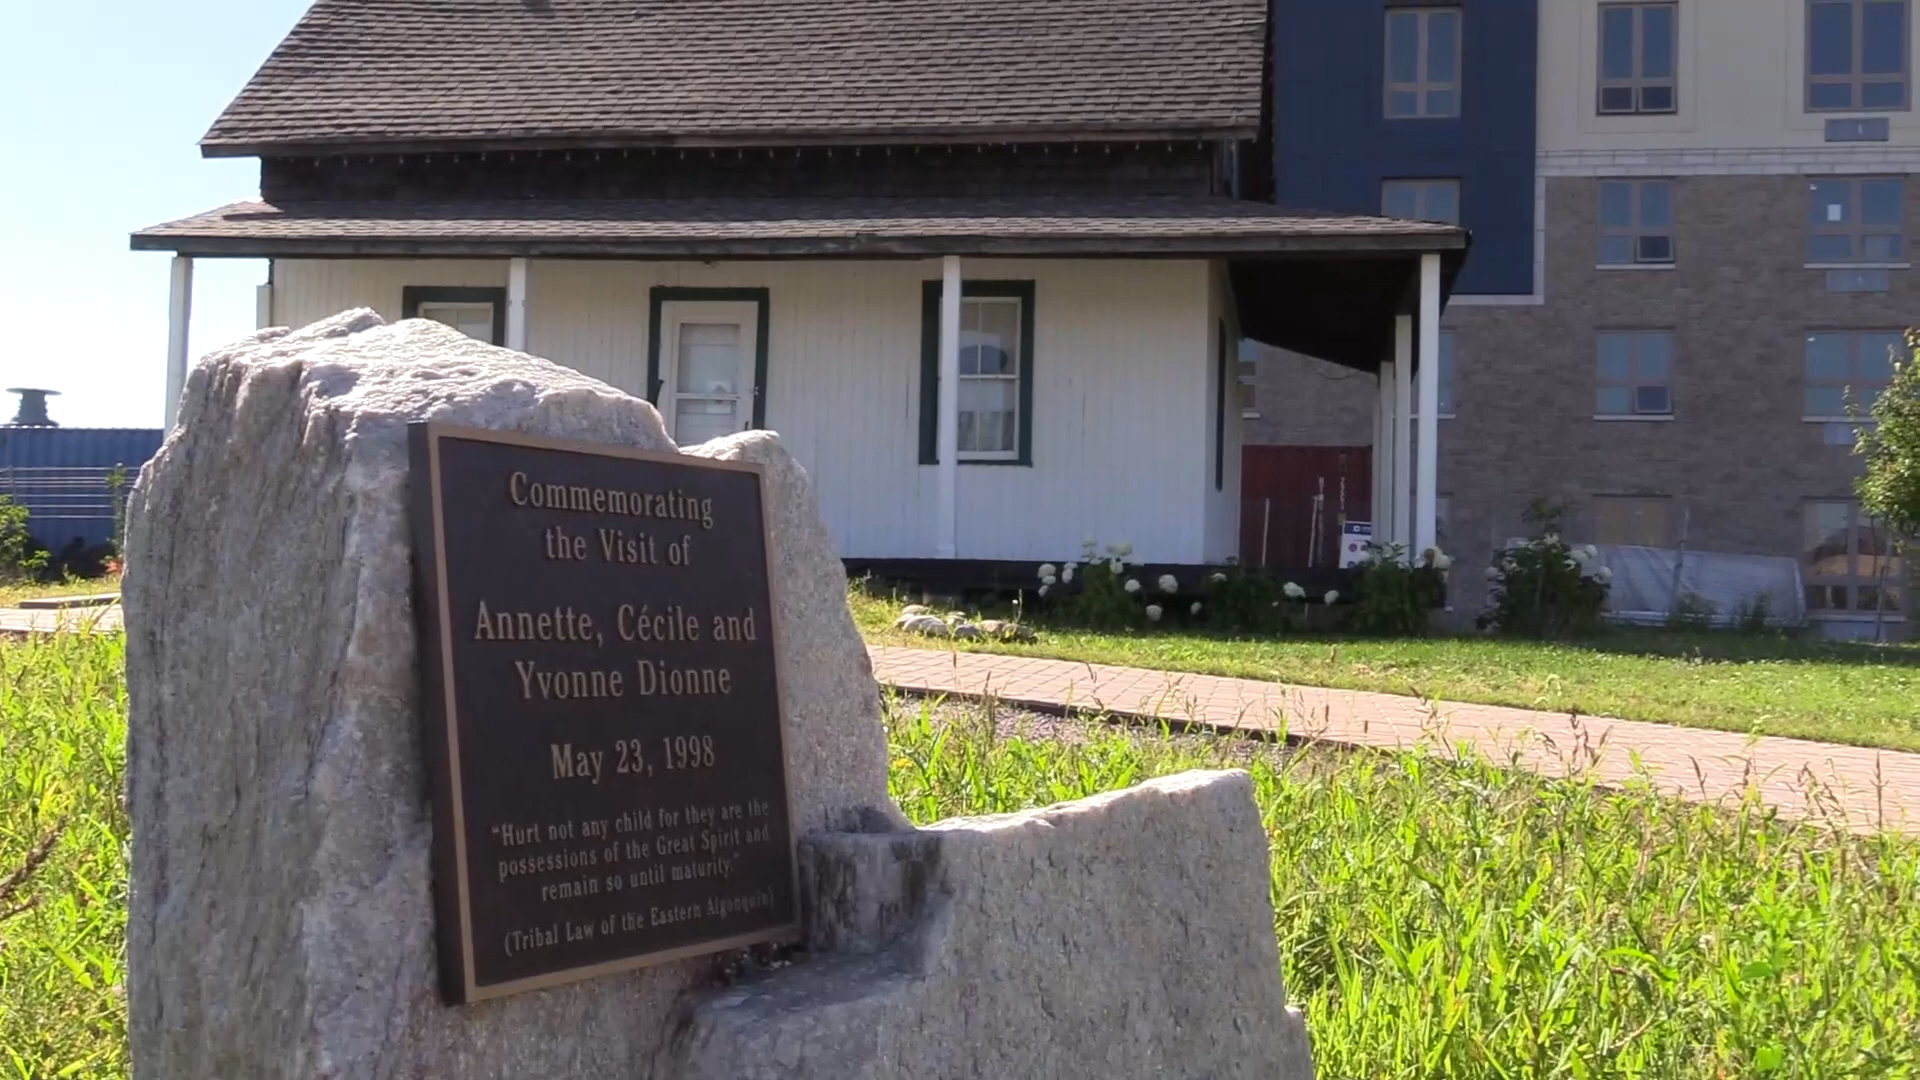 Commemorating
the Visit of
Annette, Cécile and
Yvonne Dionne
May 23, 1998
“Hurt not any child for they are the
possessions of the Great Spirit and
remain so until maturity.”
(Tribal Law of the Eastern Algonquin)